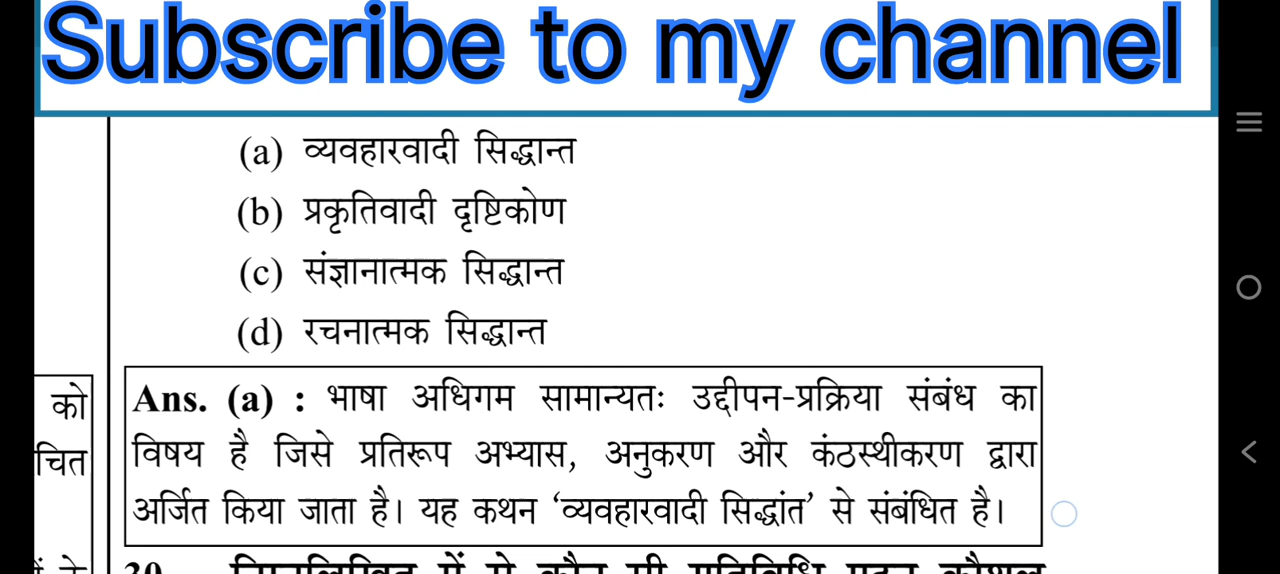 Subscribe to my channel
(a) व्यवहारवादी सिद्धान्त
(b) प्रकृतिवादी दृष्टिकोण
(c) संज्ञानात्मक सिद्धान्त
(d) रचनात्मक सिद्धान्त
को
चित
Ans. (a) : भाषा अधिगम सामान्यतः उद्दीपन-प्रक्रिया संबंध का
विषय है जिसे प्रतिरूप अभ्यास, अनुकरण और कंठस्थीकरण द्वारा
अर्जित किया जाता है। यह कथन ‘व्यवहारवादी सिद्धांत’ से संबंधित है।